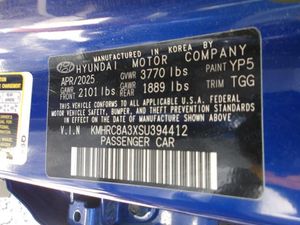 MANUFACTURED IN KOREA BY
HYUNDAI MOTOR COMPANY
APR/2025 GVWR 3770 lbs PAINT YP5
GAWR FRONT 2101 lbs GAWR REAR 1889 lbs TRIM TGG
THIS VEHICLE CONFORMS TO ALL APPLICABLE U.S. FEDERAL
MOTOR VEHICLE SAFETY, BUMPER, AND THEFT PREVENTION STANDARDS
IN EFFECT ON THE DATE OF MANUFACTURE SHOWN ABOVE.
V.I.N KMHRC8A3XSU394412
PASSENGER CAR